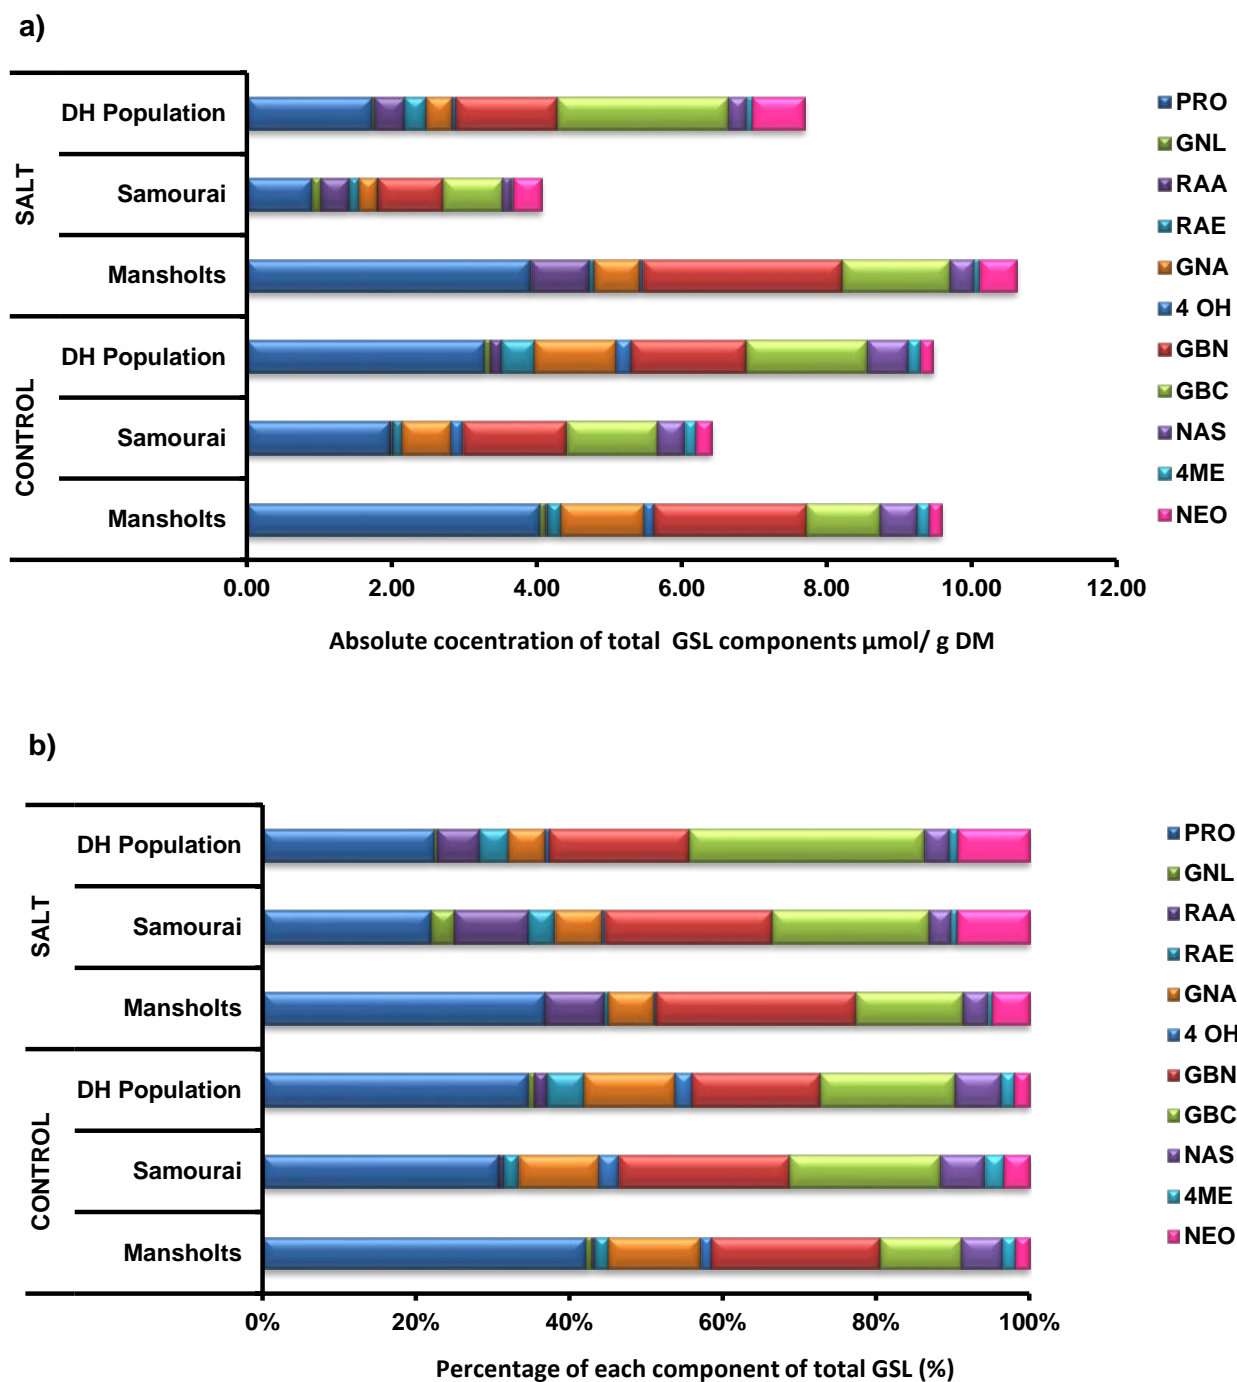 a)
SALT
DH Population
Samourai
Mansholts
CONTROL
DH Population
Samourai
Mansholts
0.00 2.00 4.00 6.00 8.00 10.00 12.00
Absolute cocentration of total GSL components µmol/ g DM
PRO
GNL
RAA
RAE
GNA
4 OH
GBN
GBC
NAS
4ME
NEO
b)
SALT
DH Population
Samourai
Mansholts
CONTROL
DH Population
Samourai
Mansholts
0% 20% 40% 60% 80% 100%
Percentage of each component of total GSL (%)
PRO
GNL
RAA
RAE
GNA
4 OH
GBN
GBC
NAS
4ME
NEO